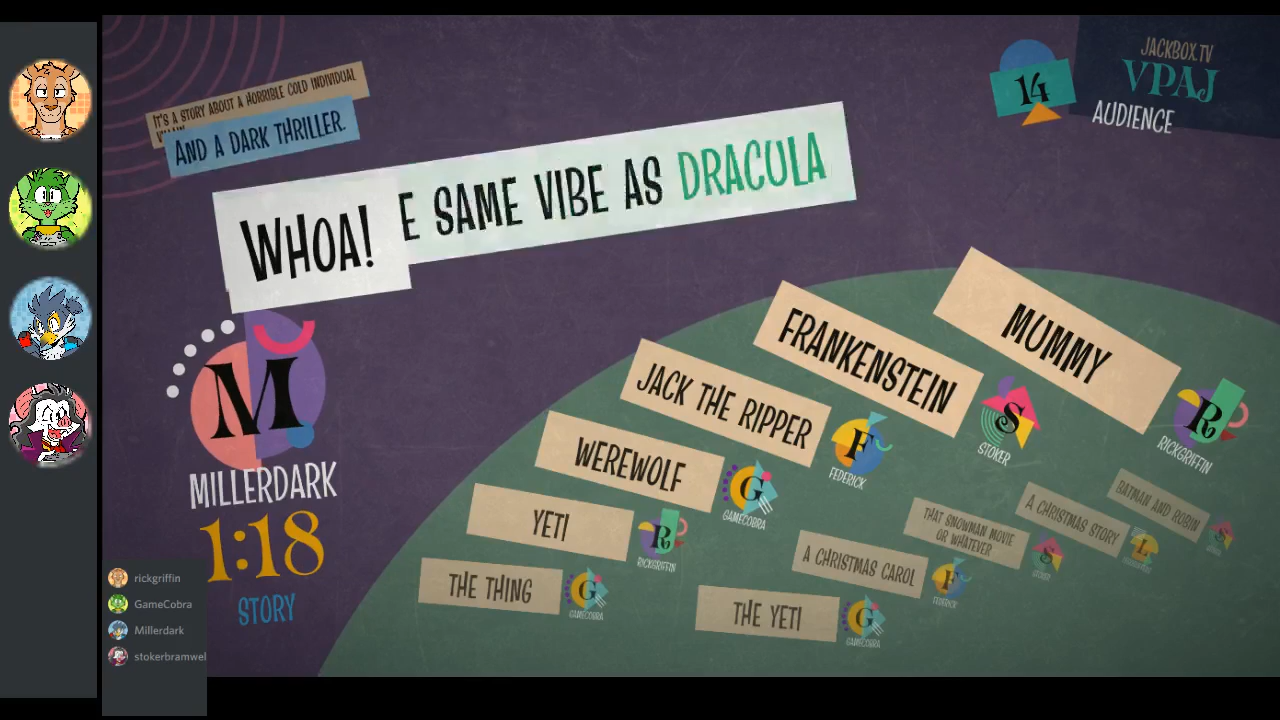 IT'S A STORY ABOUT A HORRIBLE COLD INDIVIDUAL
AND A DARK THRILLER.
WHOA!
E SAME VIBE AS DRACULA
14
JACKBOX.TV
VPAJ
AUDIENCE
M
MILLERDARK
1:18
STORY
MUMMY
R
RICKGRIFFIN
FRANKENSTEIN
S
STOKER
JACK THE RIPPER
F
FEDERICK
WEREWOLF
G
GAMECOBRA
YETI
R
RICKGRIFFIN
THE THING
G
GAMECOBRA
BATMAN AND ROBIN
S
A CHRISTMAS STORY
L
THAT SNOWMAN MOVIE
OR WHATEVER
S
STOKER
A CHRISTMAS CAROL
F
FEDERICK
THE YETI
G
GAMECOBRA
rickgriffin
GameCobra
Millerdark
stokerbramwel